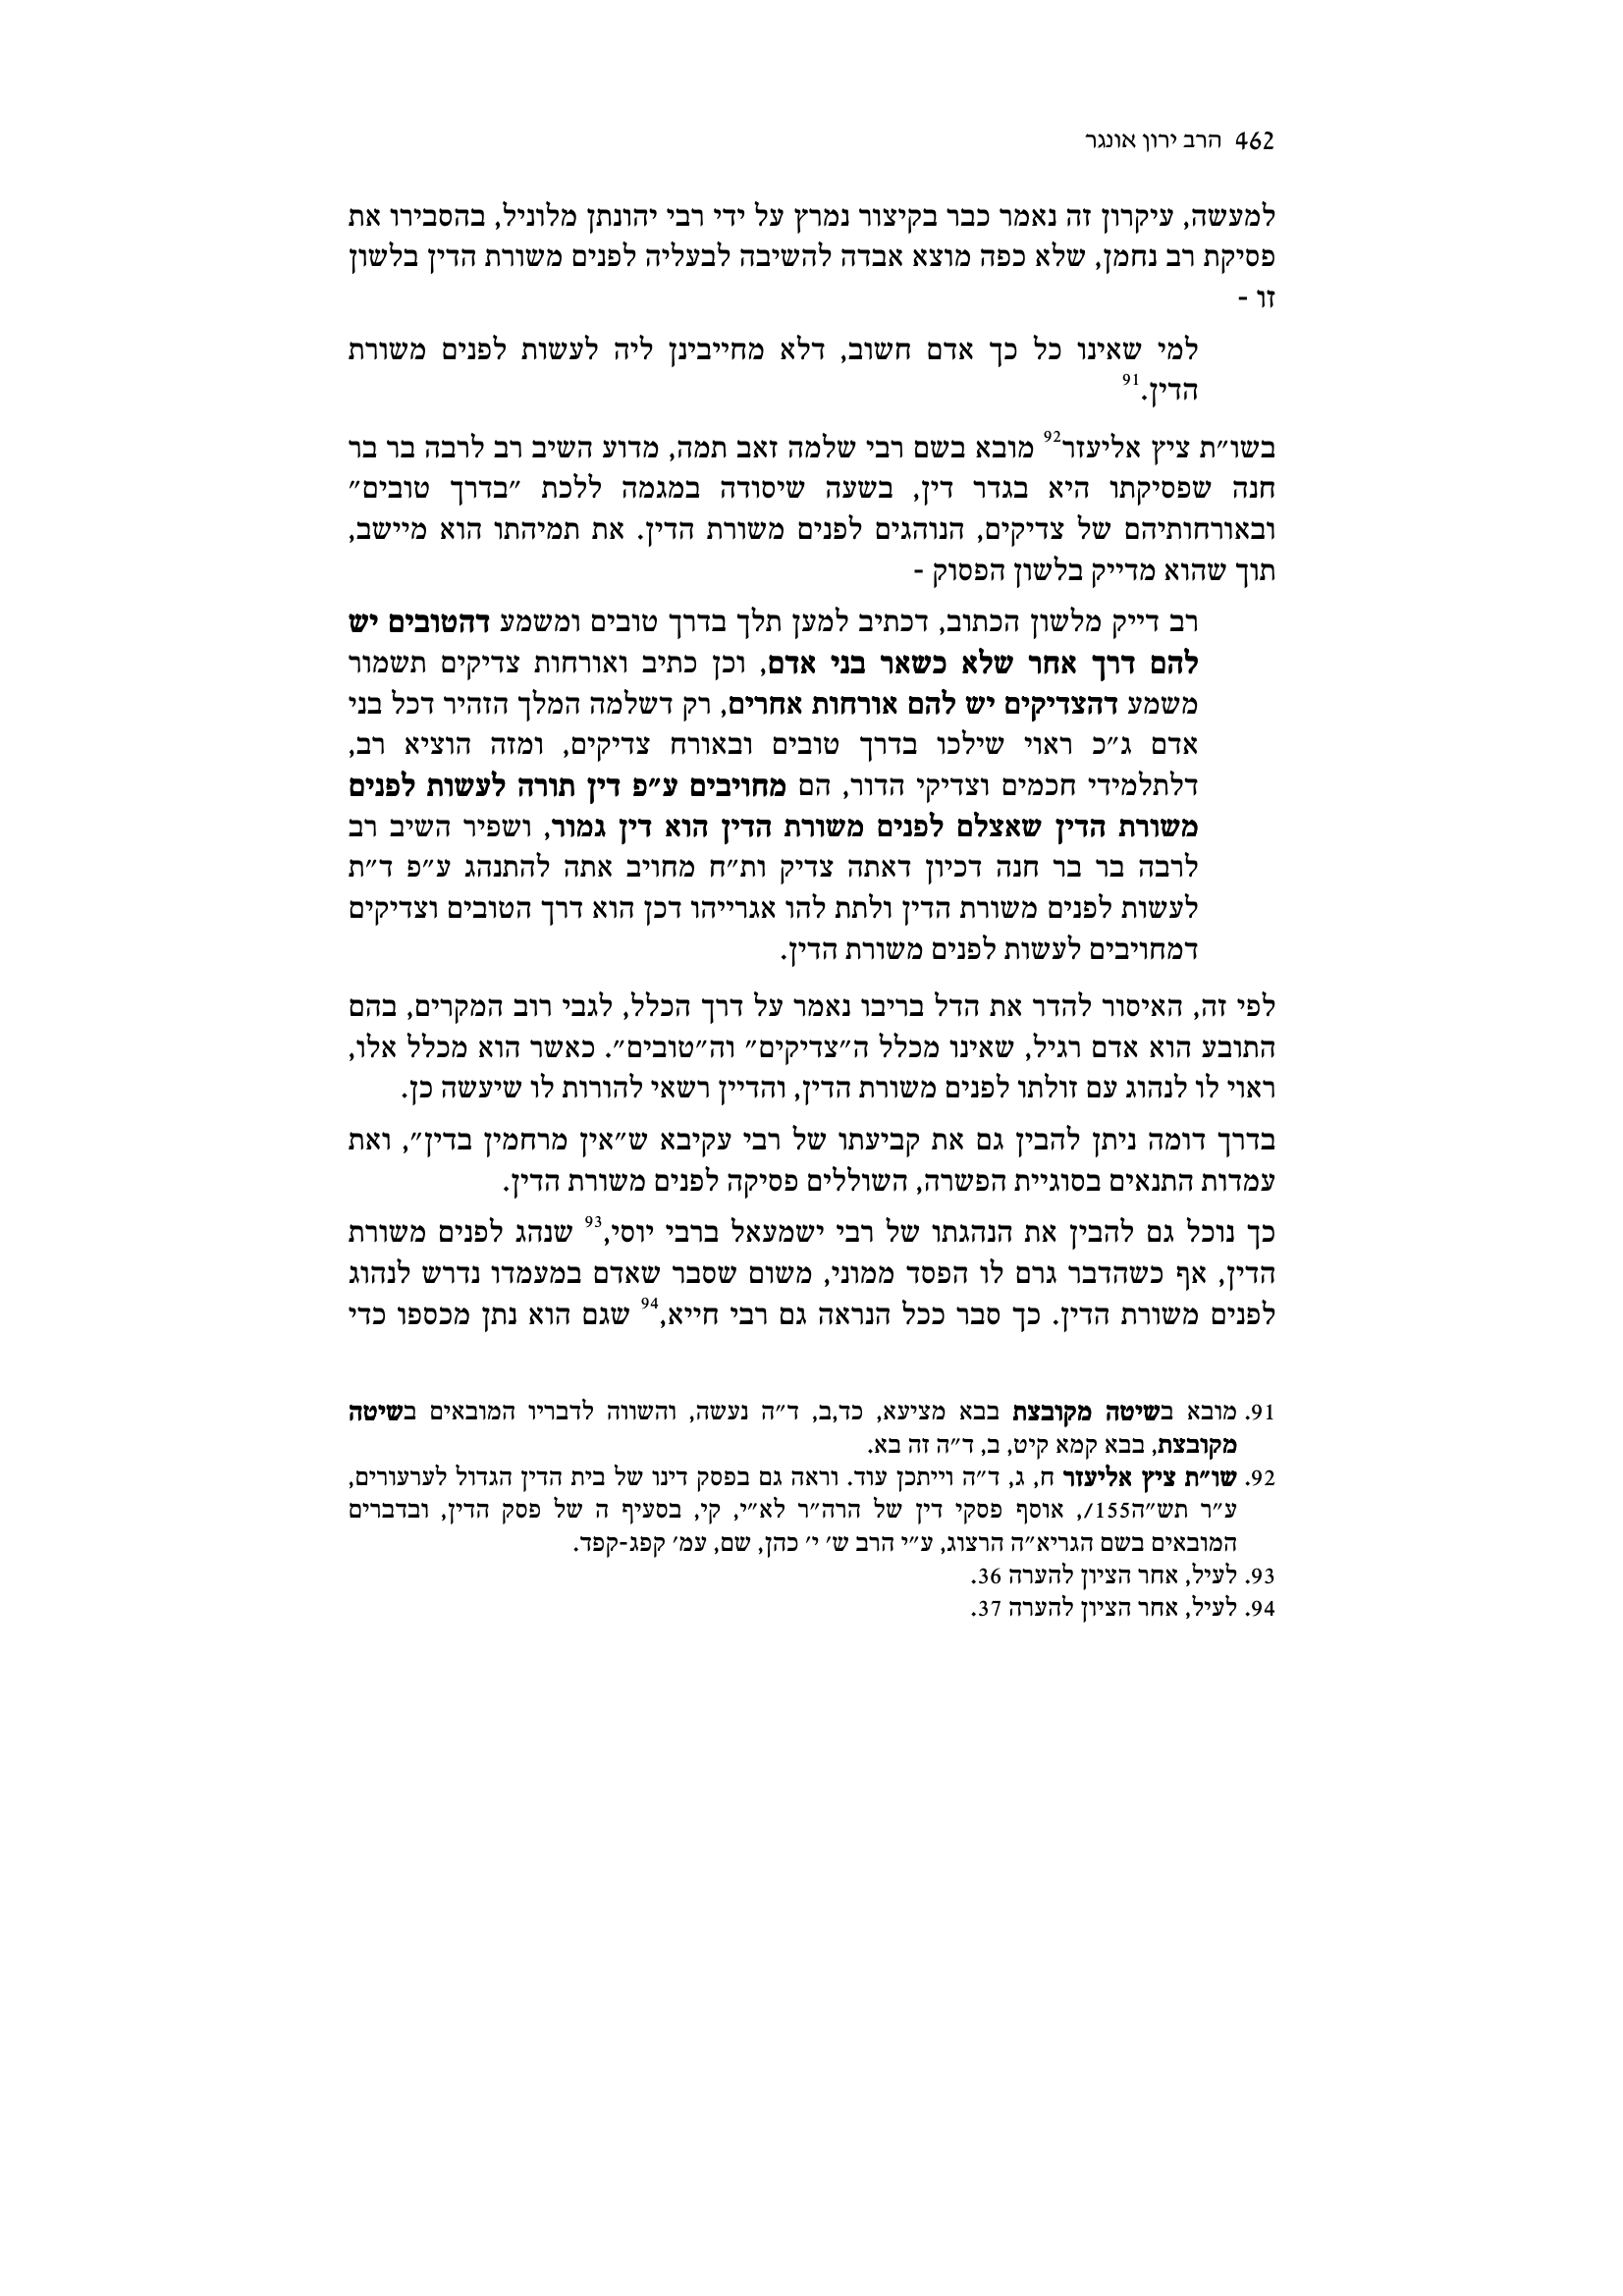 462 הרב ירון אונגר
למעשה, עיקרון זה נאמר כבר בקיצור נמרץ על ידי רבי יהונתן מלוניל, בהסבירו את
פסיקת רב נחמן, שלא כפה מוצא אבדה להשיבה לבעליה לפנים משורת הדין בלשון
זו -
למי שאינו כל כך אדם חשוב, דלא מחייבינן ליה לעשות לפנים משורת
הדין.91
בשו״ת ציץ אליעזר92 מובא בשם רבי שלמה זאב תמה, מדוע השיב רב לרבה בר בר
חנה שפסיקתו היא בגדר דין, בשעה שיסודה במגמה ללכת ״בדרך טובים״
ובאורחותיהם של צדיקים, הנוהגים לפנים משורת הדין. את תמיהתו הוא מיישב,
תוך שהוא מדייק בלשון הפסוק -
רב דייק מלשון הכתוב, דכתיב למען תלך בדרך טובים ומשמע דהטובים יש
להם דרך אחר שלא כשאר בני אדם, וכן כתיב ואורחות צדיקים תשמור
משמע דהצדיקים יש להם אורחות אחרים, רק דשלמה המלך הזהיר דכל בני
אדם ג״כ ראוי שילכו בדרך טובים ובאורח צדיקים, ומזה הוציא רב,
דלתלמידי חכמים וצדיקי הדור, הם מחויבים ע״פ דין תורה לעשות לפנים
משורת הדין שאצלם לפנים משורת הדין הוא דין גמור, ושפיר השיב רב
לרבה בר בר חנה דכיון דאתה צדיק ות״ח מחויב אתה להתנהג ע״פ ד״ת
לעשות לפנים משורת הדין ולתת להו אגרייהו דכן הוא דרך הטובים וצדיקים
דמחויבים לעשות לפנים משורת הדין.
לפי זה, האיסור להדר את הדל בריבו נאמר על דרך הכלל, לגבי רוב המקרים, בהם
התובע הוא אדם רגיל, שאינו מכלל ה״צדיקים״ וה״טובים״. כאשר הוא מכלל אלו,
ראוי לו לנהוג עם זולתו לפנים משורת הדין, והדיין רשאי להורות לו שיעשה כן.
בדרך דומה ניתן להבין גם את קביעתו של רבי עקיבא ש״אין מרחמין בדין״, ואת
עמדות התנאים בסוגיית הפשרה, השוללים פסיקה לפנים משורת הדין.
כך נוכל גם להבין את הנהגתו של רבי ישמעאל ברבי יוסי,93 שנהג לפנים משורת
הדין, אף כשהדבר גרם לו הפסד ממוני, משום שסבר שאדם במעמדו נדרש לנהוג
לפנים משורת הדין. כך סבר ככל הנראה גם רבי חייא,94 שגם הוא נתן מכספו כדי
91. מובא בשיטה מקובצת בבא מציעא, כד,ב, ד״ה נעשה, והשווה לדבריו המובאים בשיטה
מקובצת, בבא קמא קיט, ב, ד״ה זה בא.
92. שו״ת ציץ אליעזר ח, ג, ד״ה וייתכן עוד. וראה גם בפסק דינו של בית הדין הגדול לערעורים,
ע״ר תש״ה155/, אוסף פסקי דין של הרה״ר לא״י, קי, בסעיף ה של פסק הדין, ובדברים
המובאים בשם הגריא״ה הרצוג, ע״י הרב ש׳ י׳ כהן, שם, עמ׳ קפג-קפד.
93. לעיל, אחר הציון להערה 36.
94. לעיל, אחר הציון להערה 37.